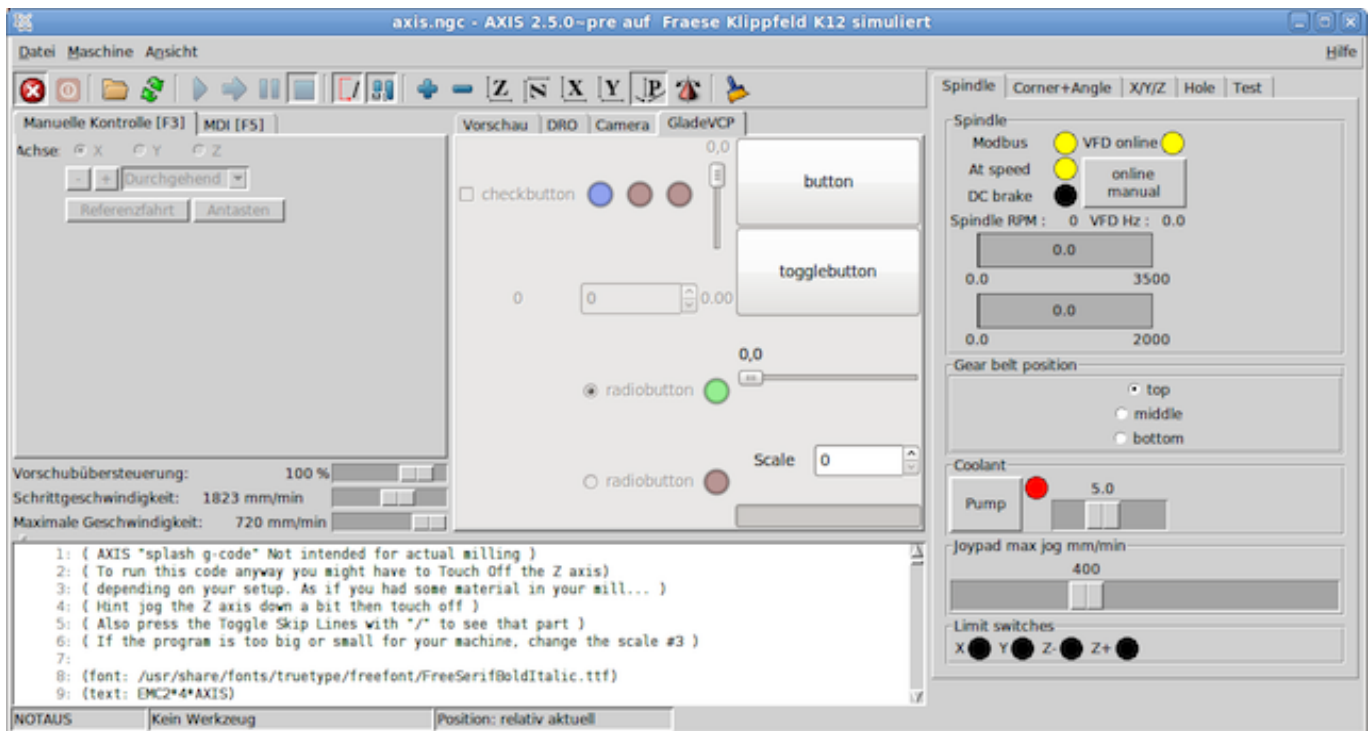 axis.ngc - AXIS 2.5.0~pre auf Fraese Klippfeld K12 simuliert
Datei Maschine Ansicht Hilfe
Z N X Y P
Manuelle Kontrolle [F3] MDI [F5]
Achse: X Y Z
- + Durchgehend
Referenzfahrt Antasten
Vorschubübersteuerung: 100 %
Schrittgeschwindigkeit: 1823 mm/min
Maximale Geschwindigkeit: 720 mm/min
Vorschau DRO Camera GladeVCP
0,0
checkbutton
button
togglebutton
0 0 0.00
0,0
radiobutton
Scale 0
radiobutton
Spindle Corner+Angle X/Y/Z Hole Test
Spindle
Modbus VFD online
At speed
DC brake
online
manual
Spindle RPM : 0 VFD Hz : 0.0
0.0
0.0 3500
0.0
0.0 2000
Gear belt position
top
middle
bottom
Coolant
Pump
5.0
Joypad max jog mm/min
400
Limit switches
X Y Z- Z+
1: ( AXIS "splash g-code" Not intended for actual milling )
2: ( To run this code anyway you might have to Touch Off the Z axis)
3: ( depending on your setup. As if you had some material in your mill... )
4: ( Hint jog the Z axis down a bit then touch off )
5: ( Also press the Toggle Skip Lines with "/" to see that part )
6: ( If the program is too big or small for your machine, change the scale #3 )
7:
8: (font: /usr/share/fonts/truetype/freefont/FreeSerifBoldItalic.ttf)
9: (text: EMC2*4*AXIS)
NOTAUS Kein Werkzeug Position: relativ aktuell